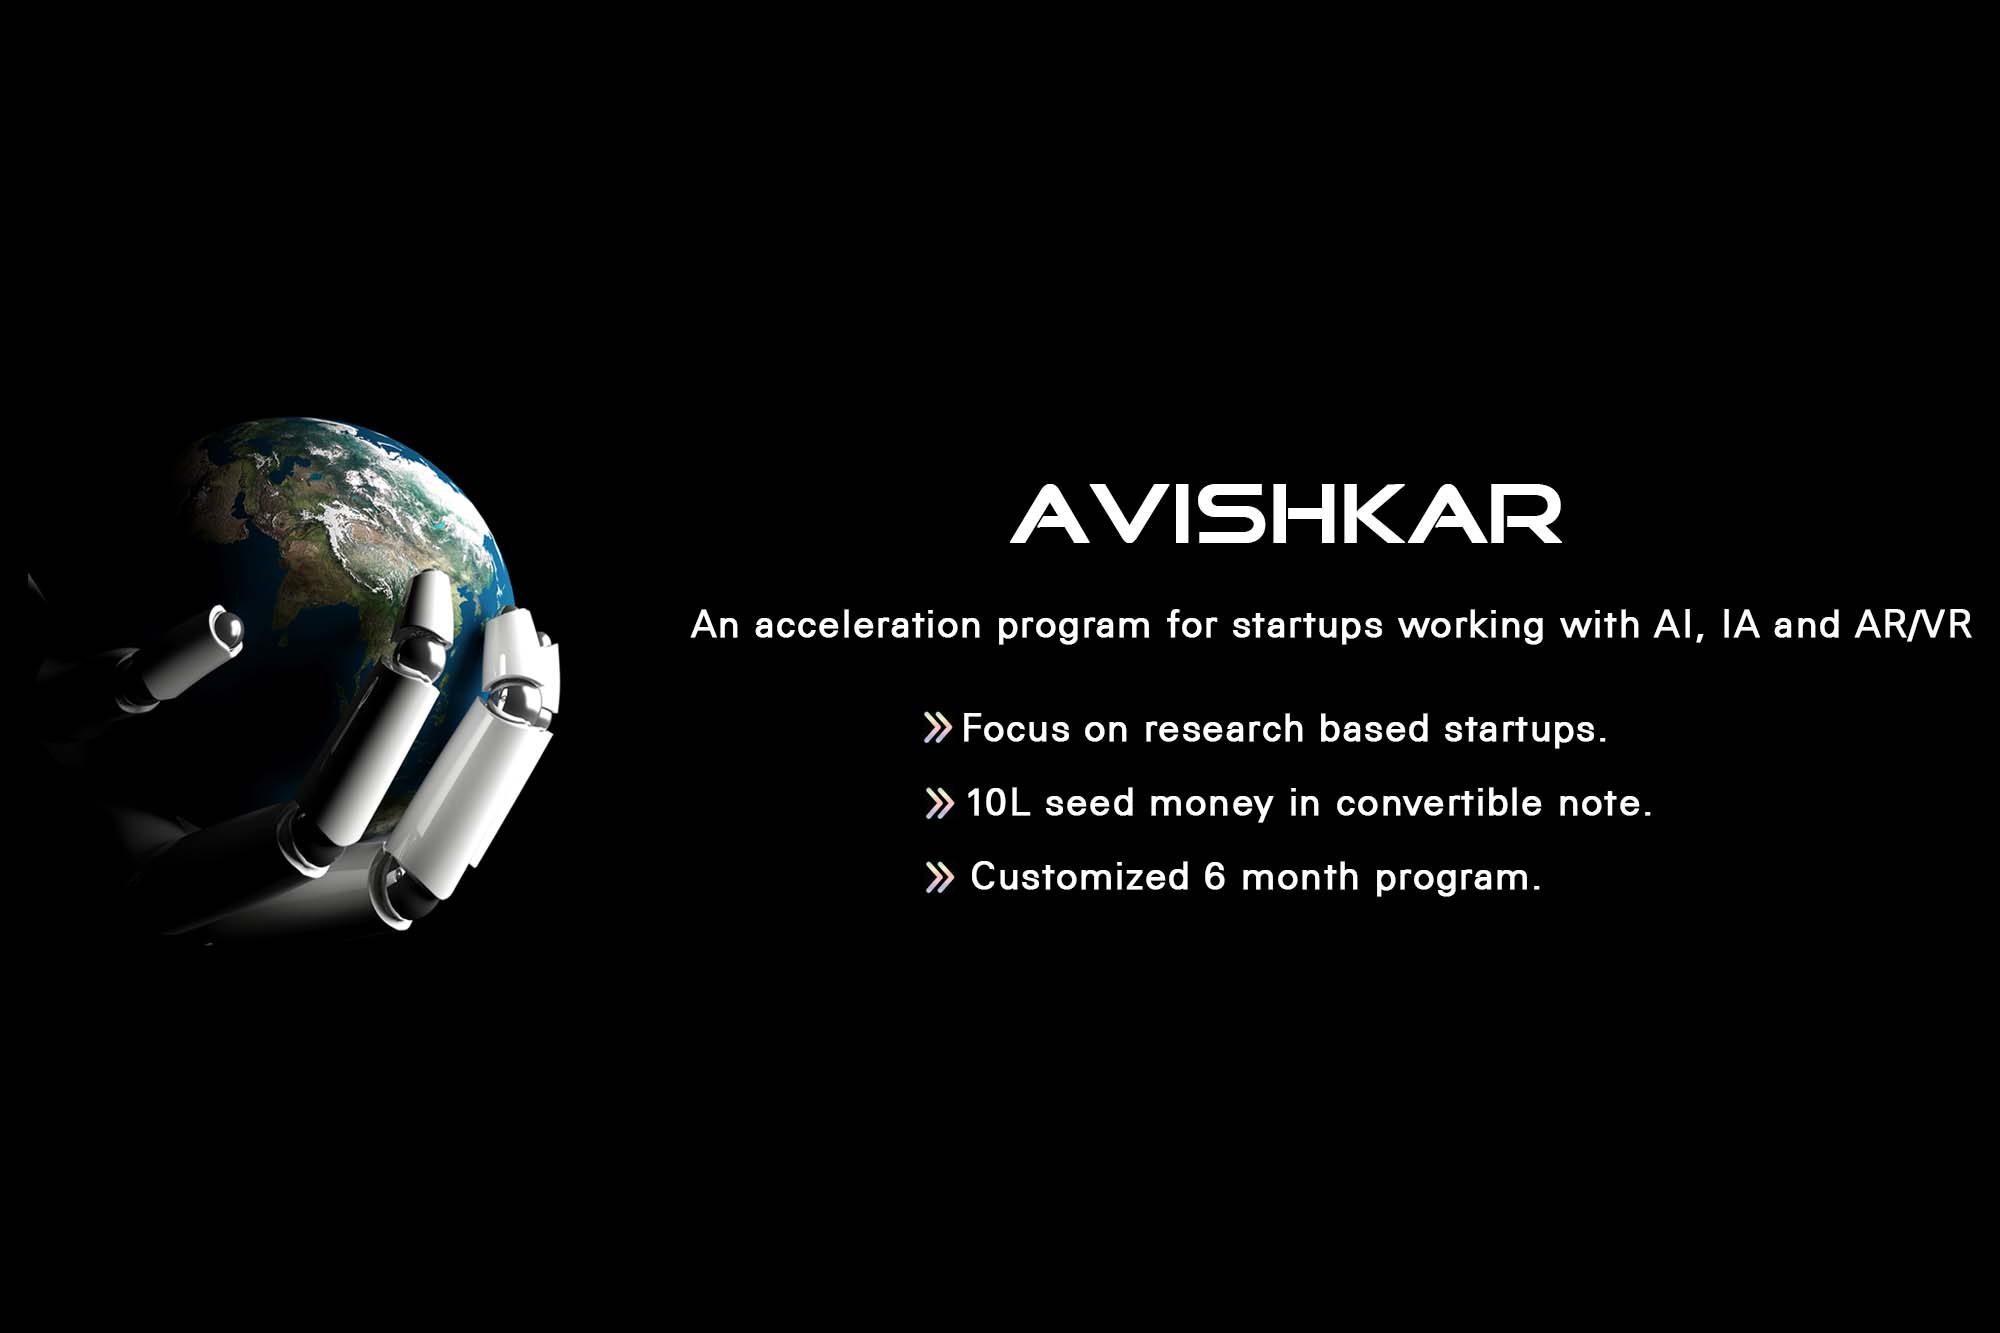 AVISHKAR
An acceleration program for startups working with AI, IA and AR/VR
Focus on research based startups.
10L seed money in convertible note.
Customized 6 month program.